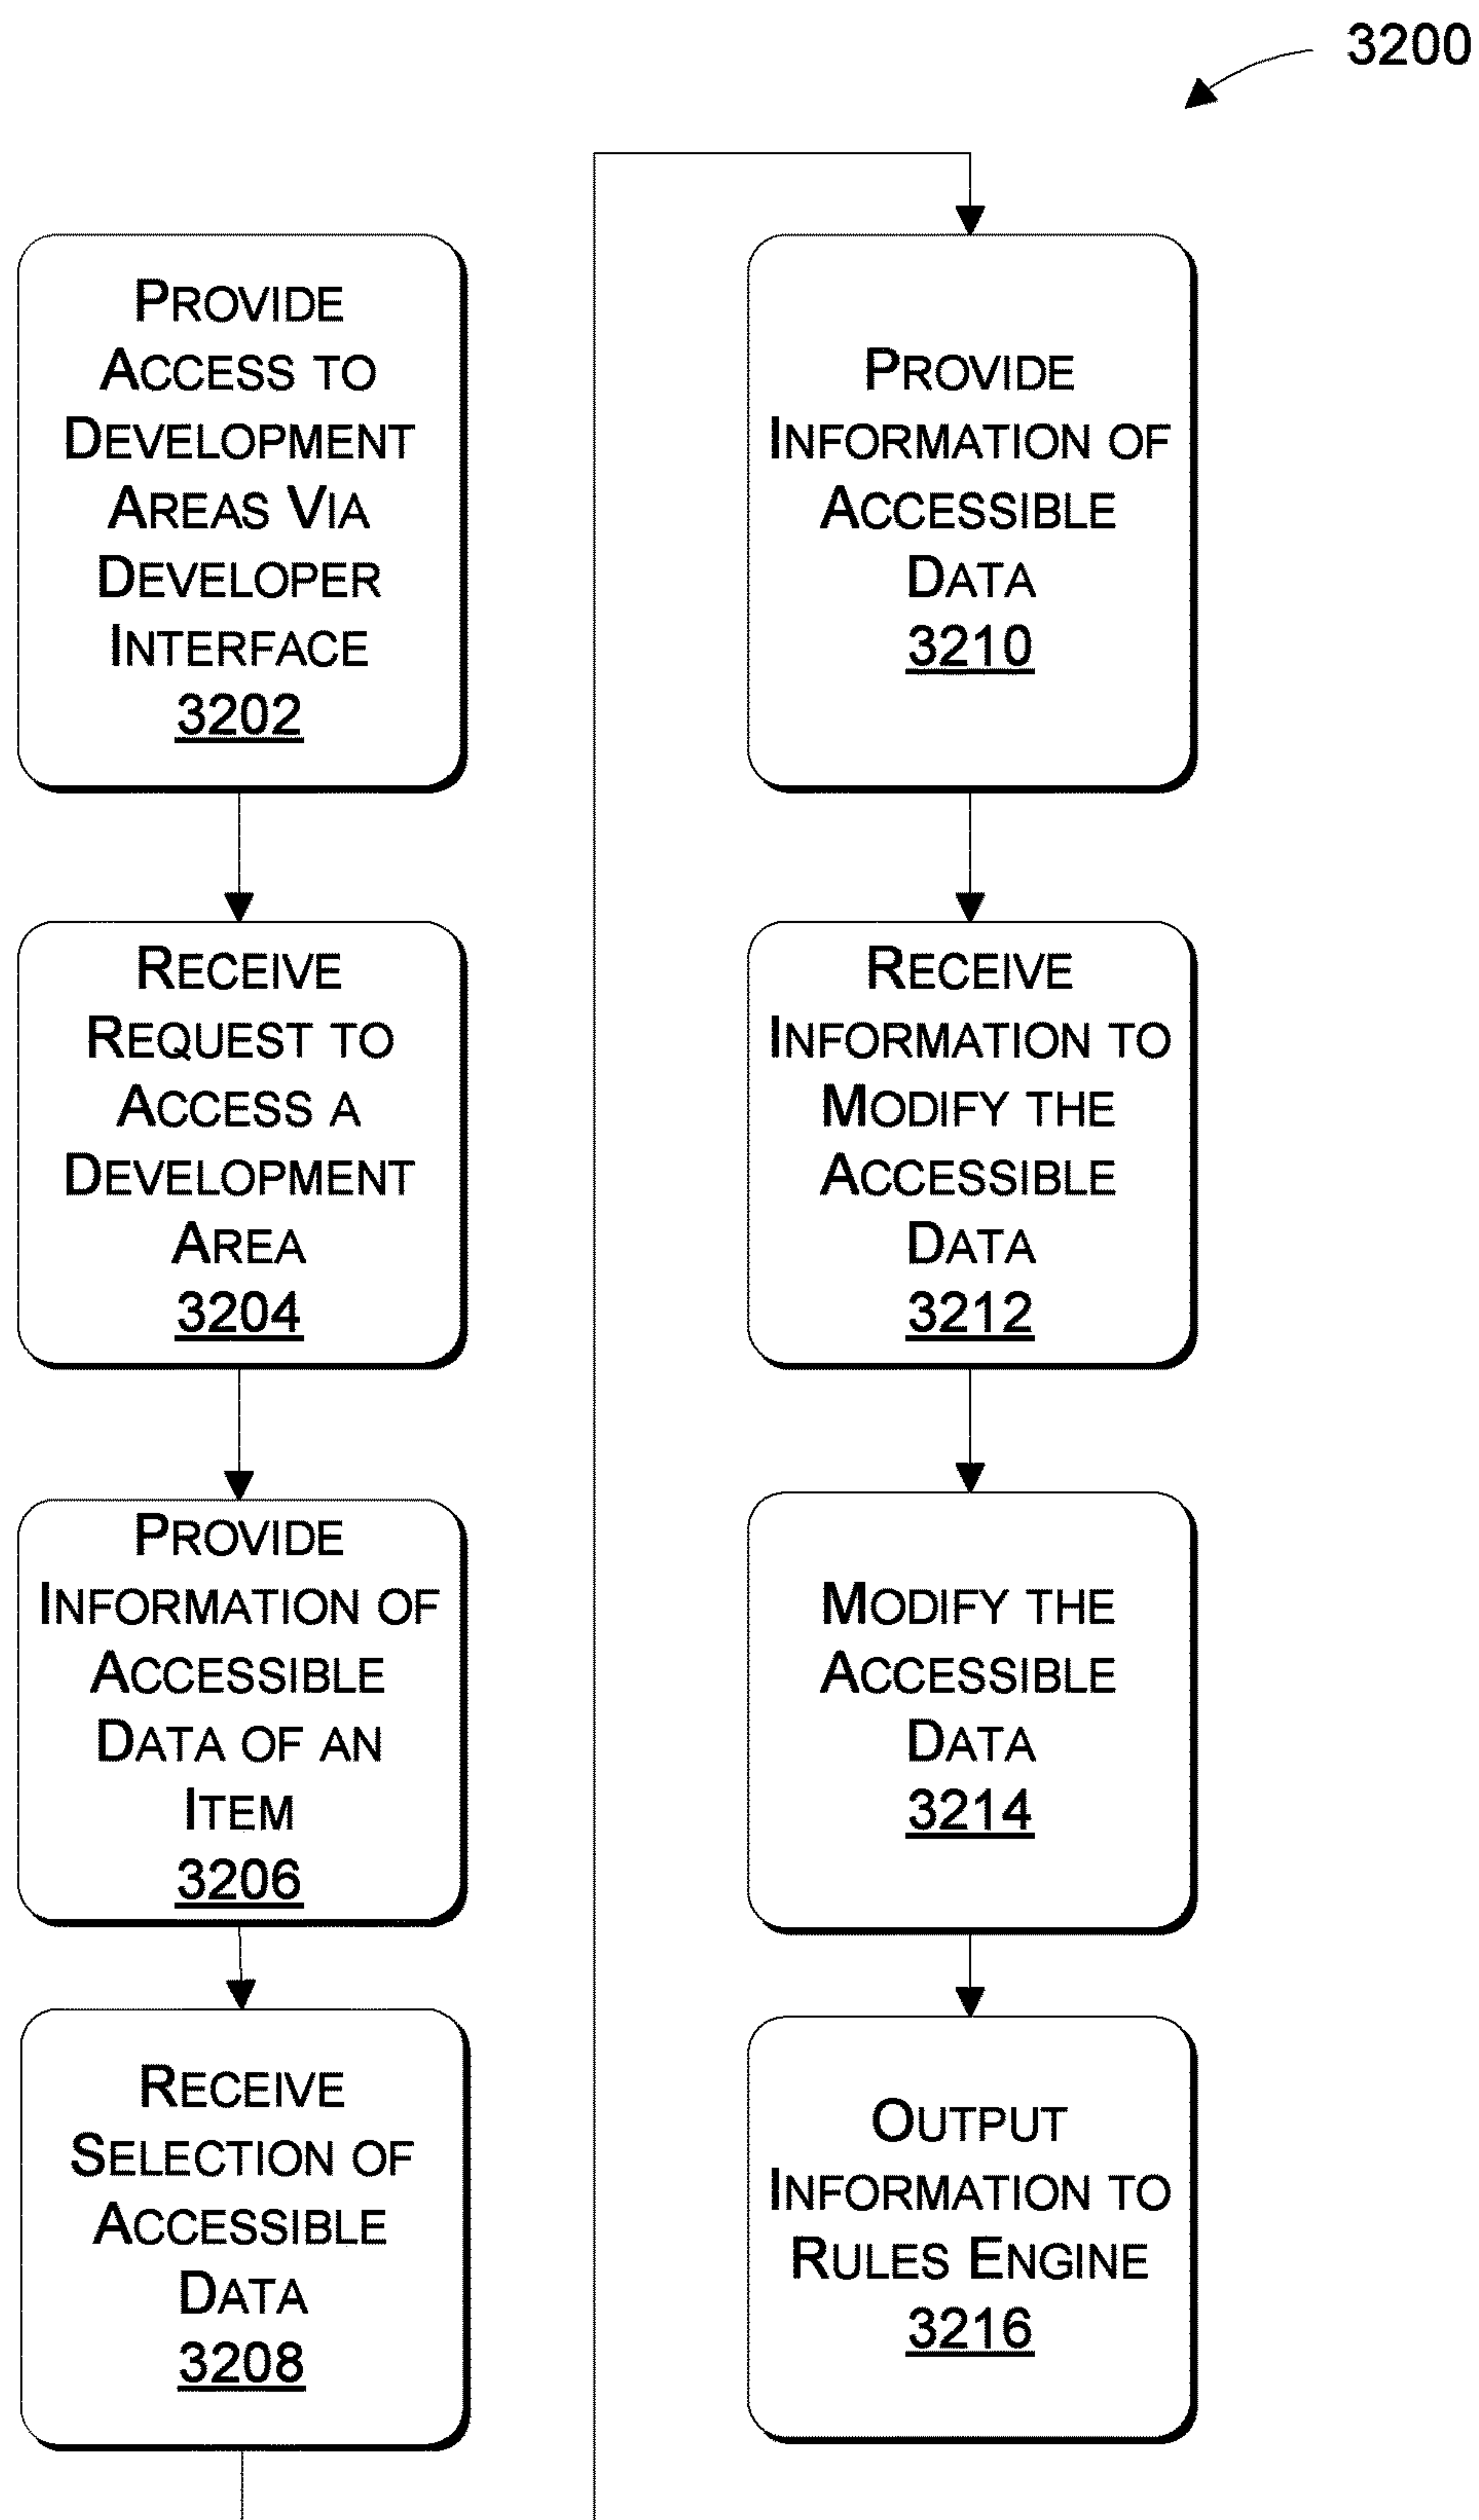 3200
PROVIDE
ACCESS TO
DEVELOPMENT
AREAS VIA
DEVELOPER
INTERFACE
3202
RECEIVE
REQUEST TO
ACCESS A
DEVELOPMENT
AREA
3204
PROVIDE
INFORMATION OF
ACCESSIBLE
DATA OF AN
ITEM
3206
RECEIVE
SELECTION OF
ACCESSIBLE
DATA
3208
PROVIDE
INFORMATION OF
ACCESSIBLE
DATA
3210
RECEIVE
INFORMATION TO
MODIFY THE
ACCESSIBLE
DATA
3212
MODIFY THE
ACCESSIBLE
DATA
3214
OUTPUT
INFORMATION TO
RULES ENGINE
3216